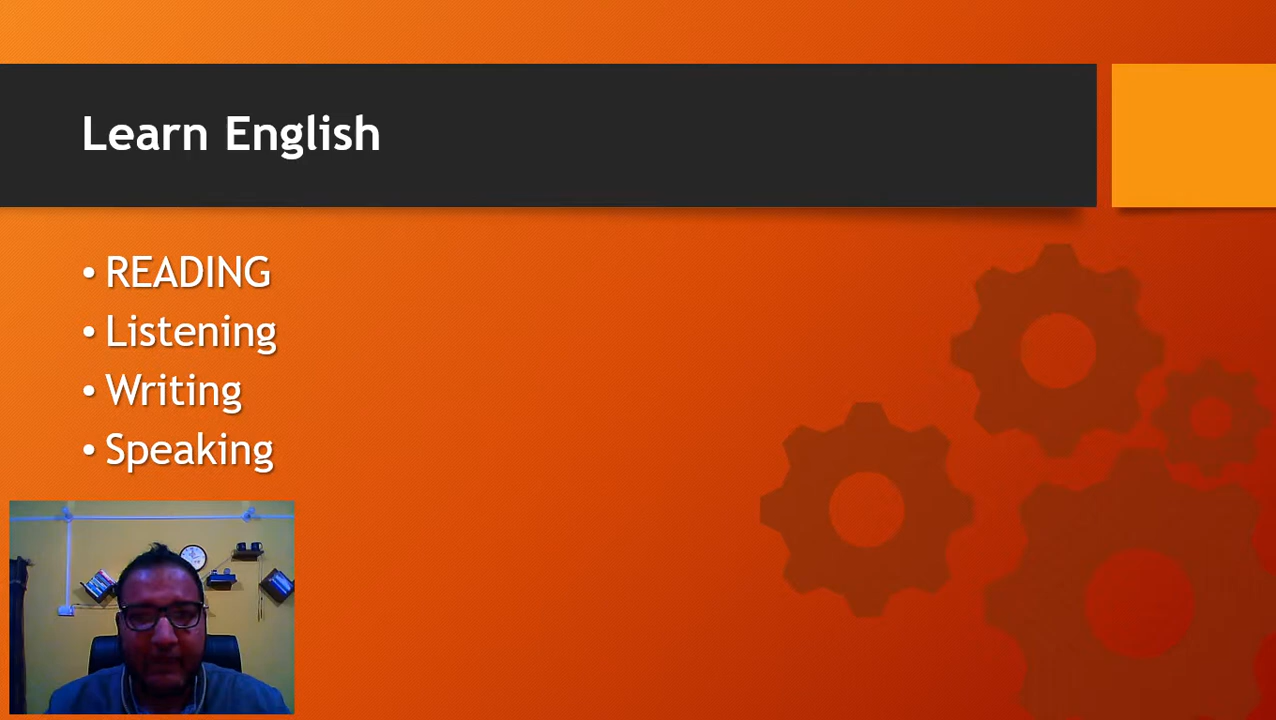 Learn English
• READING
• Listening
• Writing
• Speaking